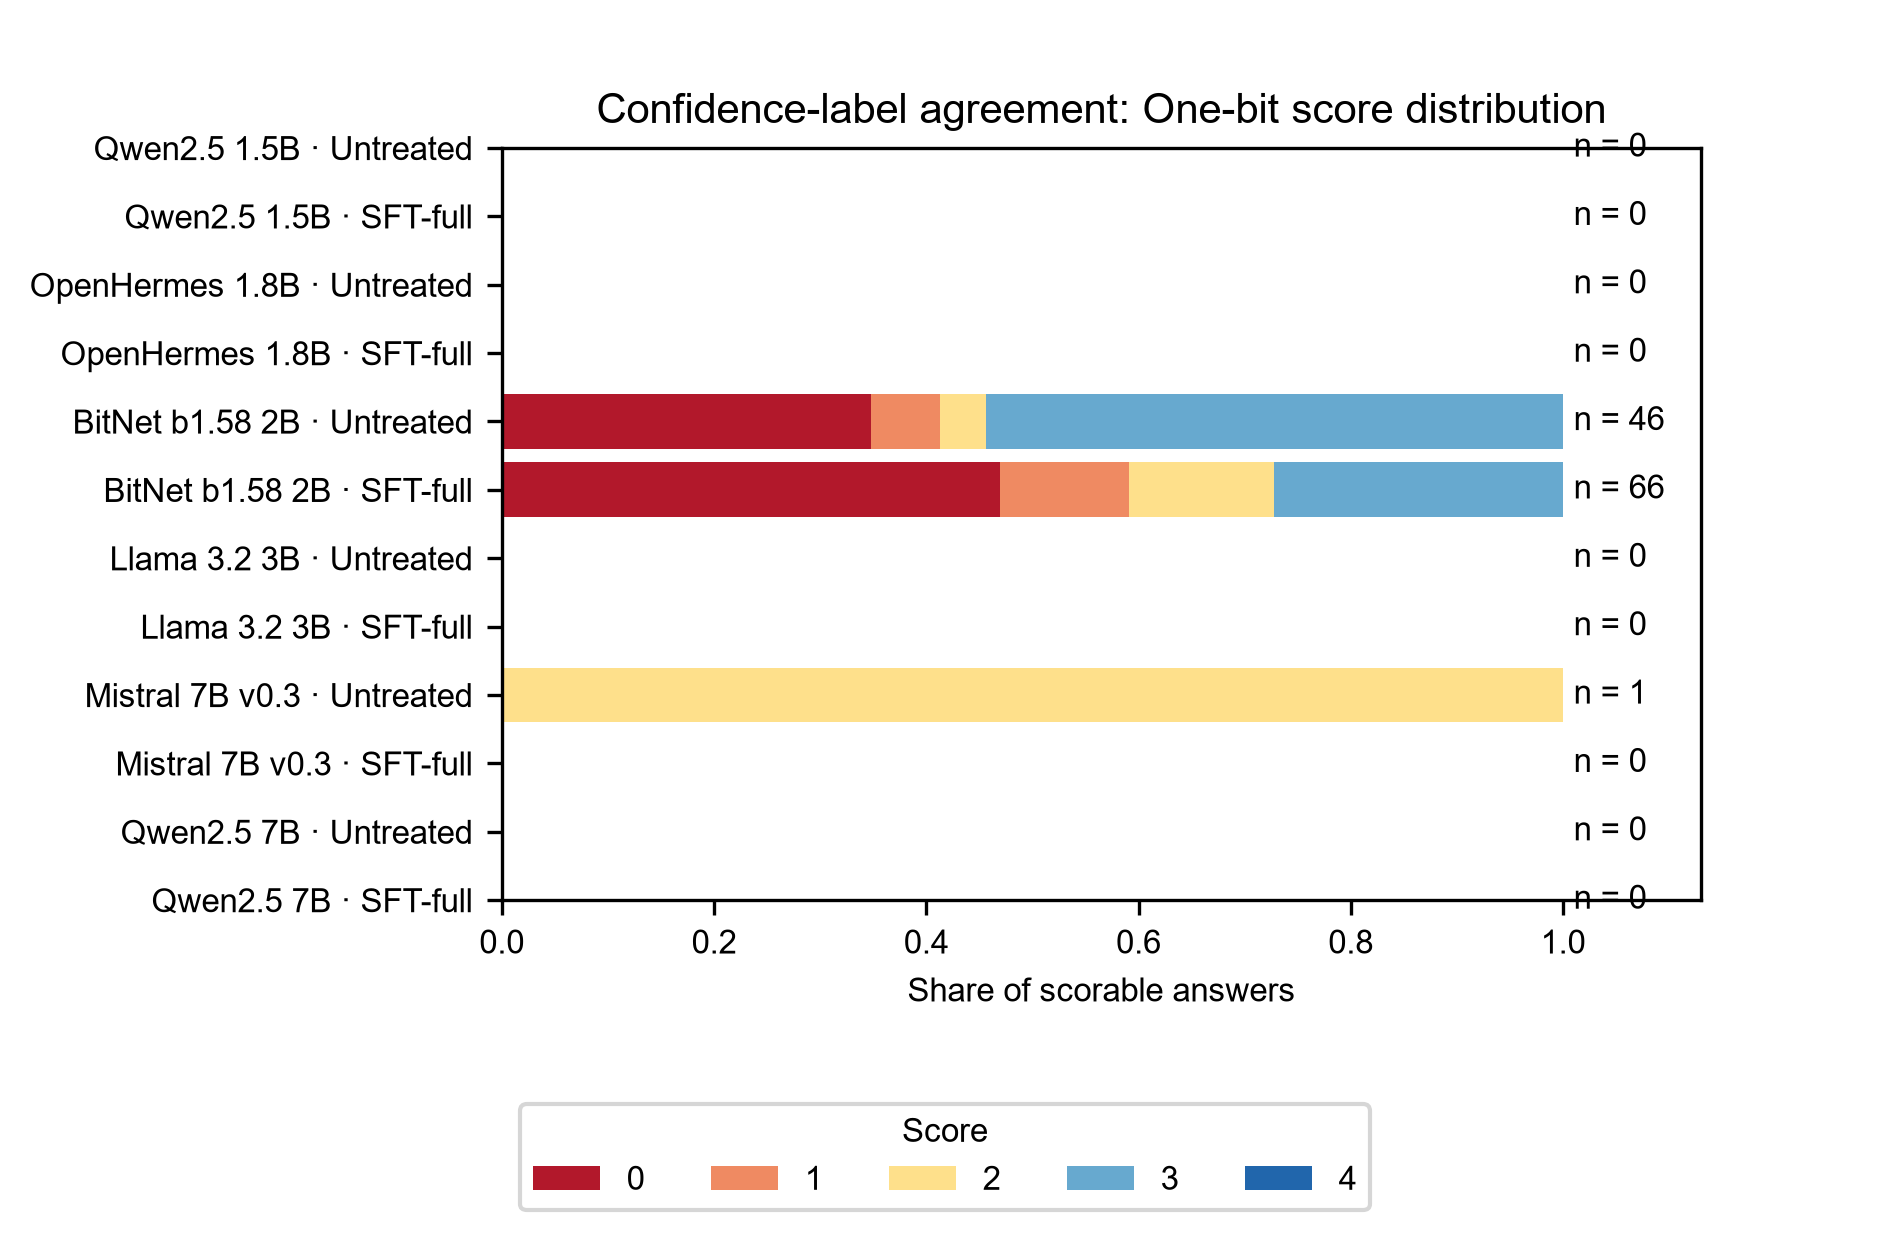 Confidence-label agreement: One-bit score distribution
Qwen2.5 1.5B · Untreated n = 0
Qwen2.5 1.5B · SFT-full n = 0
OpenHermes 1.8B · Untreated n = 0
OpenHermes 1.8B · SFT-full n = 0
BitNet b1.58 2B · Untreated n = 46
BitNet b1.58 2B · SFT-full n = 66
Llama 3.2 3B · Untreated n = 0
Llama 3.2 3B · SFT-full n = 0
Mistral 7B v0.3 · Untreated n = 1
Mistral 7B v0.3 · SFT-full n = 0
Qwen2.5 7B · Untreated n = 0
Qwen2.5 7B · SFT-full n = 0
0.0 0.2 0.4 0.6 0.8 1.0
Share of scorable answers
Score
0 1 2 3 4